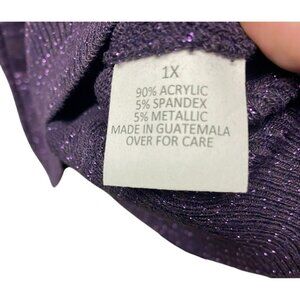 1X
90% ACRYLIC
5% SPANDEX
5% METALLIC
MADE IN GUATEMALA
OVER FOR CARE